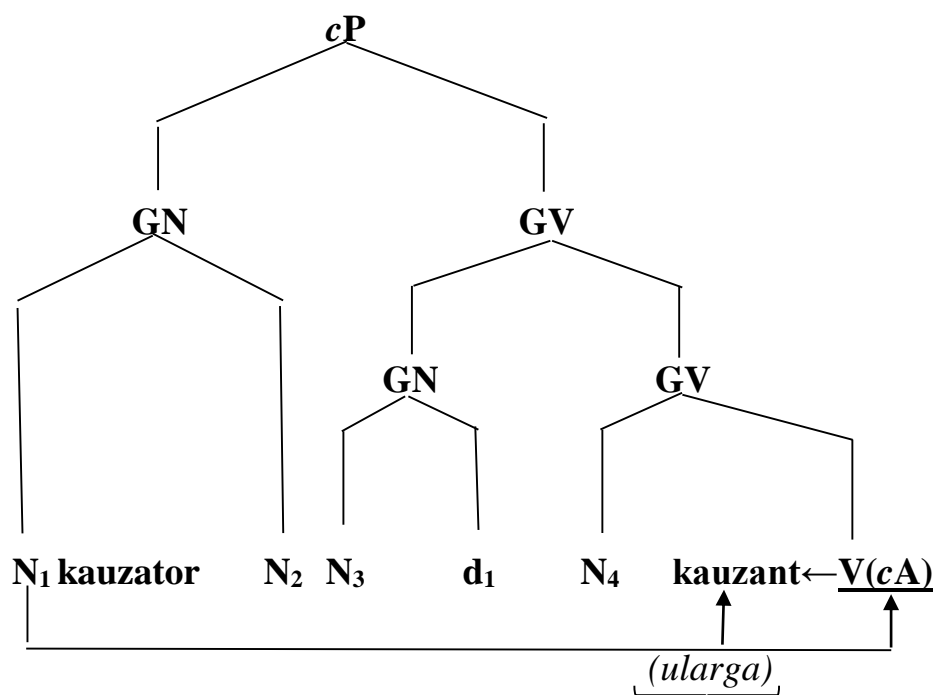 cP
GN GV
GN GV
N₁ kauzator N₂ N₃ d₁ N₄ kauzant←V(cA)
(ularga)